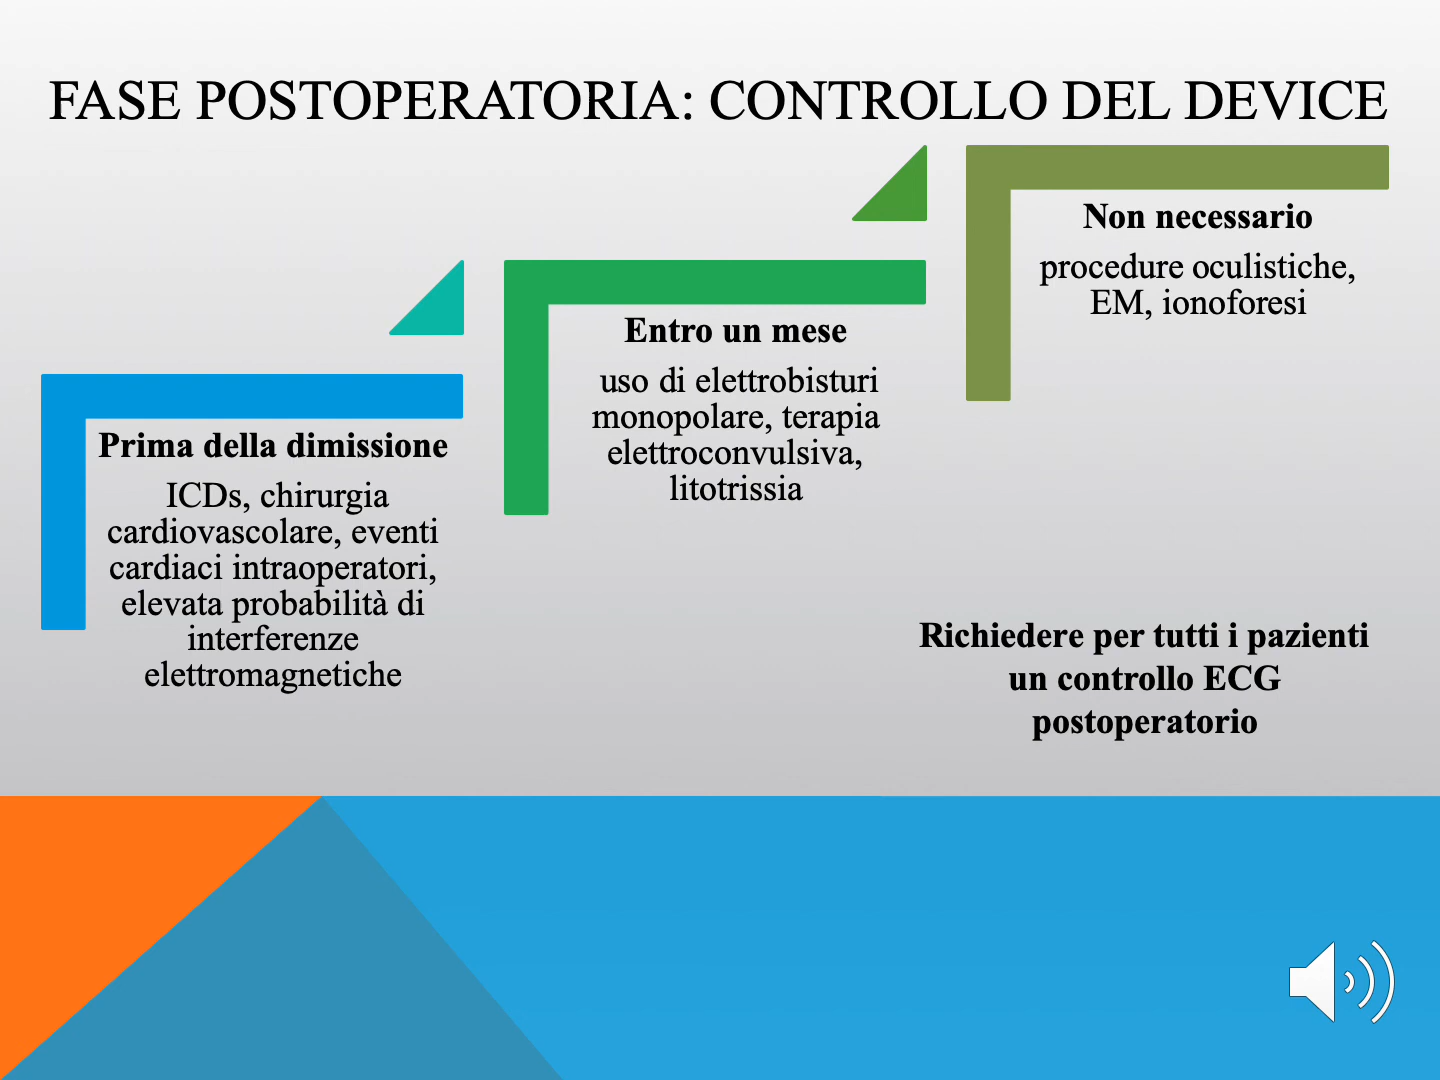 FASE POSTOPERATORIA: CONTROLLO DEL DEVICE
Prima della dimissione
ICDs, chirurgia
cardiovascolare, eventi
cardiaci intraoperatori,
elevata probabilità di
interferenze
elettromagnetiche
Entro un mese
uso di elettrobisturi
monopolare, terapia
elettroconvulsiva,
litotrissia
Non necessario
procedure oculistiche,
EM, ionoforesi
Richiedere per tutti i pazienti
un controllo ECG
postoperatorio